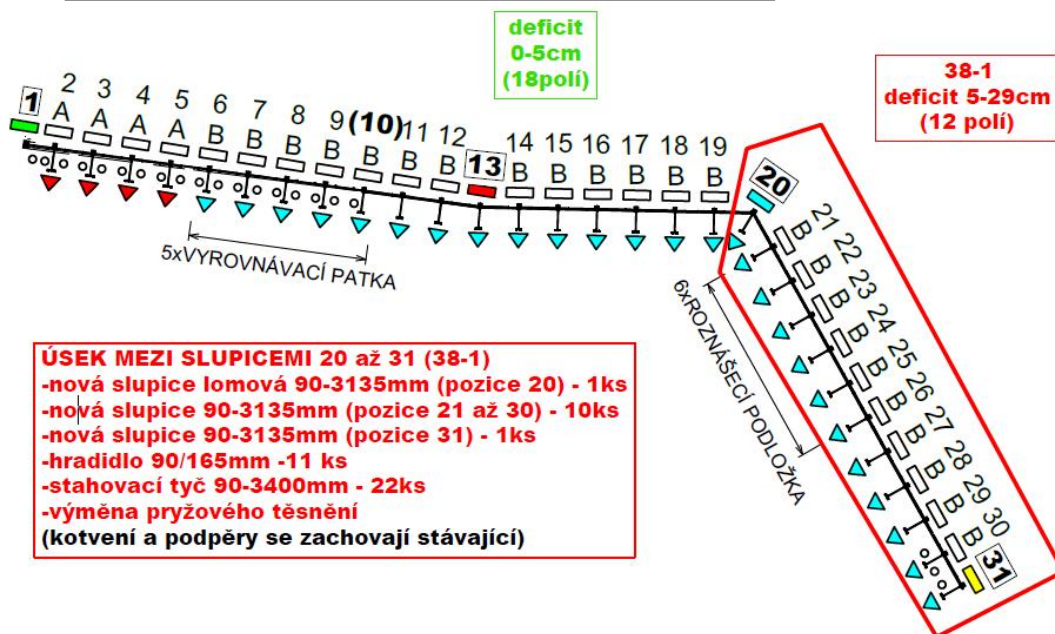 deficit
0-5cm
(18polí)
38-1
deficit 5-29cm
(12 polí)
1 2 3 4 5 6 7 8 9 (10) 11 12 13 14 15 16 17 18 19 20
A A A A B B B B B B B B B B B B B
21 22 23 24 25 26 27 28 29 30 31
B B B B B B B B B B
5xVYROVNÁVACÍ PATKA
6xROZNÁŠECÍ PODLOŽKA
ÚSEK MEZI SLUPICEMI 20 až 31 (38-1)
-nová slupice lomová 90-3135mm (pozice 20) - 1ks
-nová slupice 90-3135mm (pozice 21 až 30) - 10ks
-nová slupice 90-3135mm (pozice 31) - 1ks
-hradidlo 90/165mm -11 ks
-stahovací tyč 90-3400mm - 22ks
-výměna pryžového těsnění
(kotvení a podpěry se zachovají stávající)